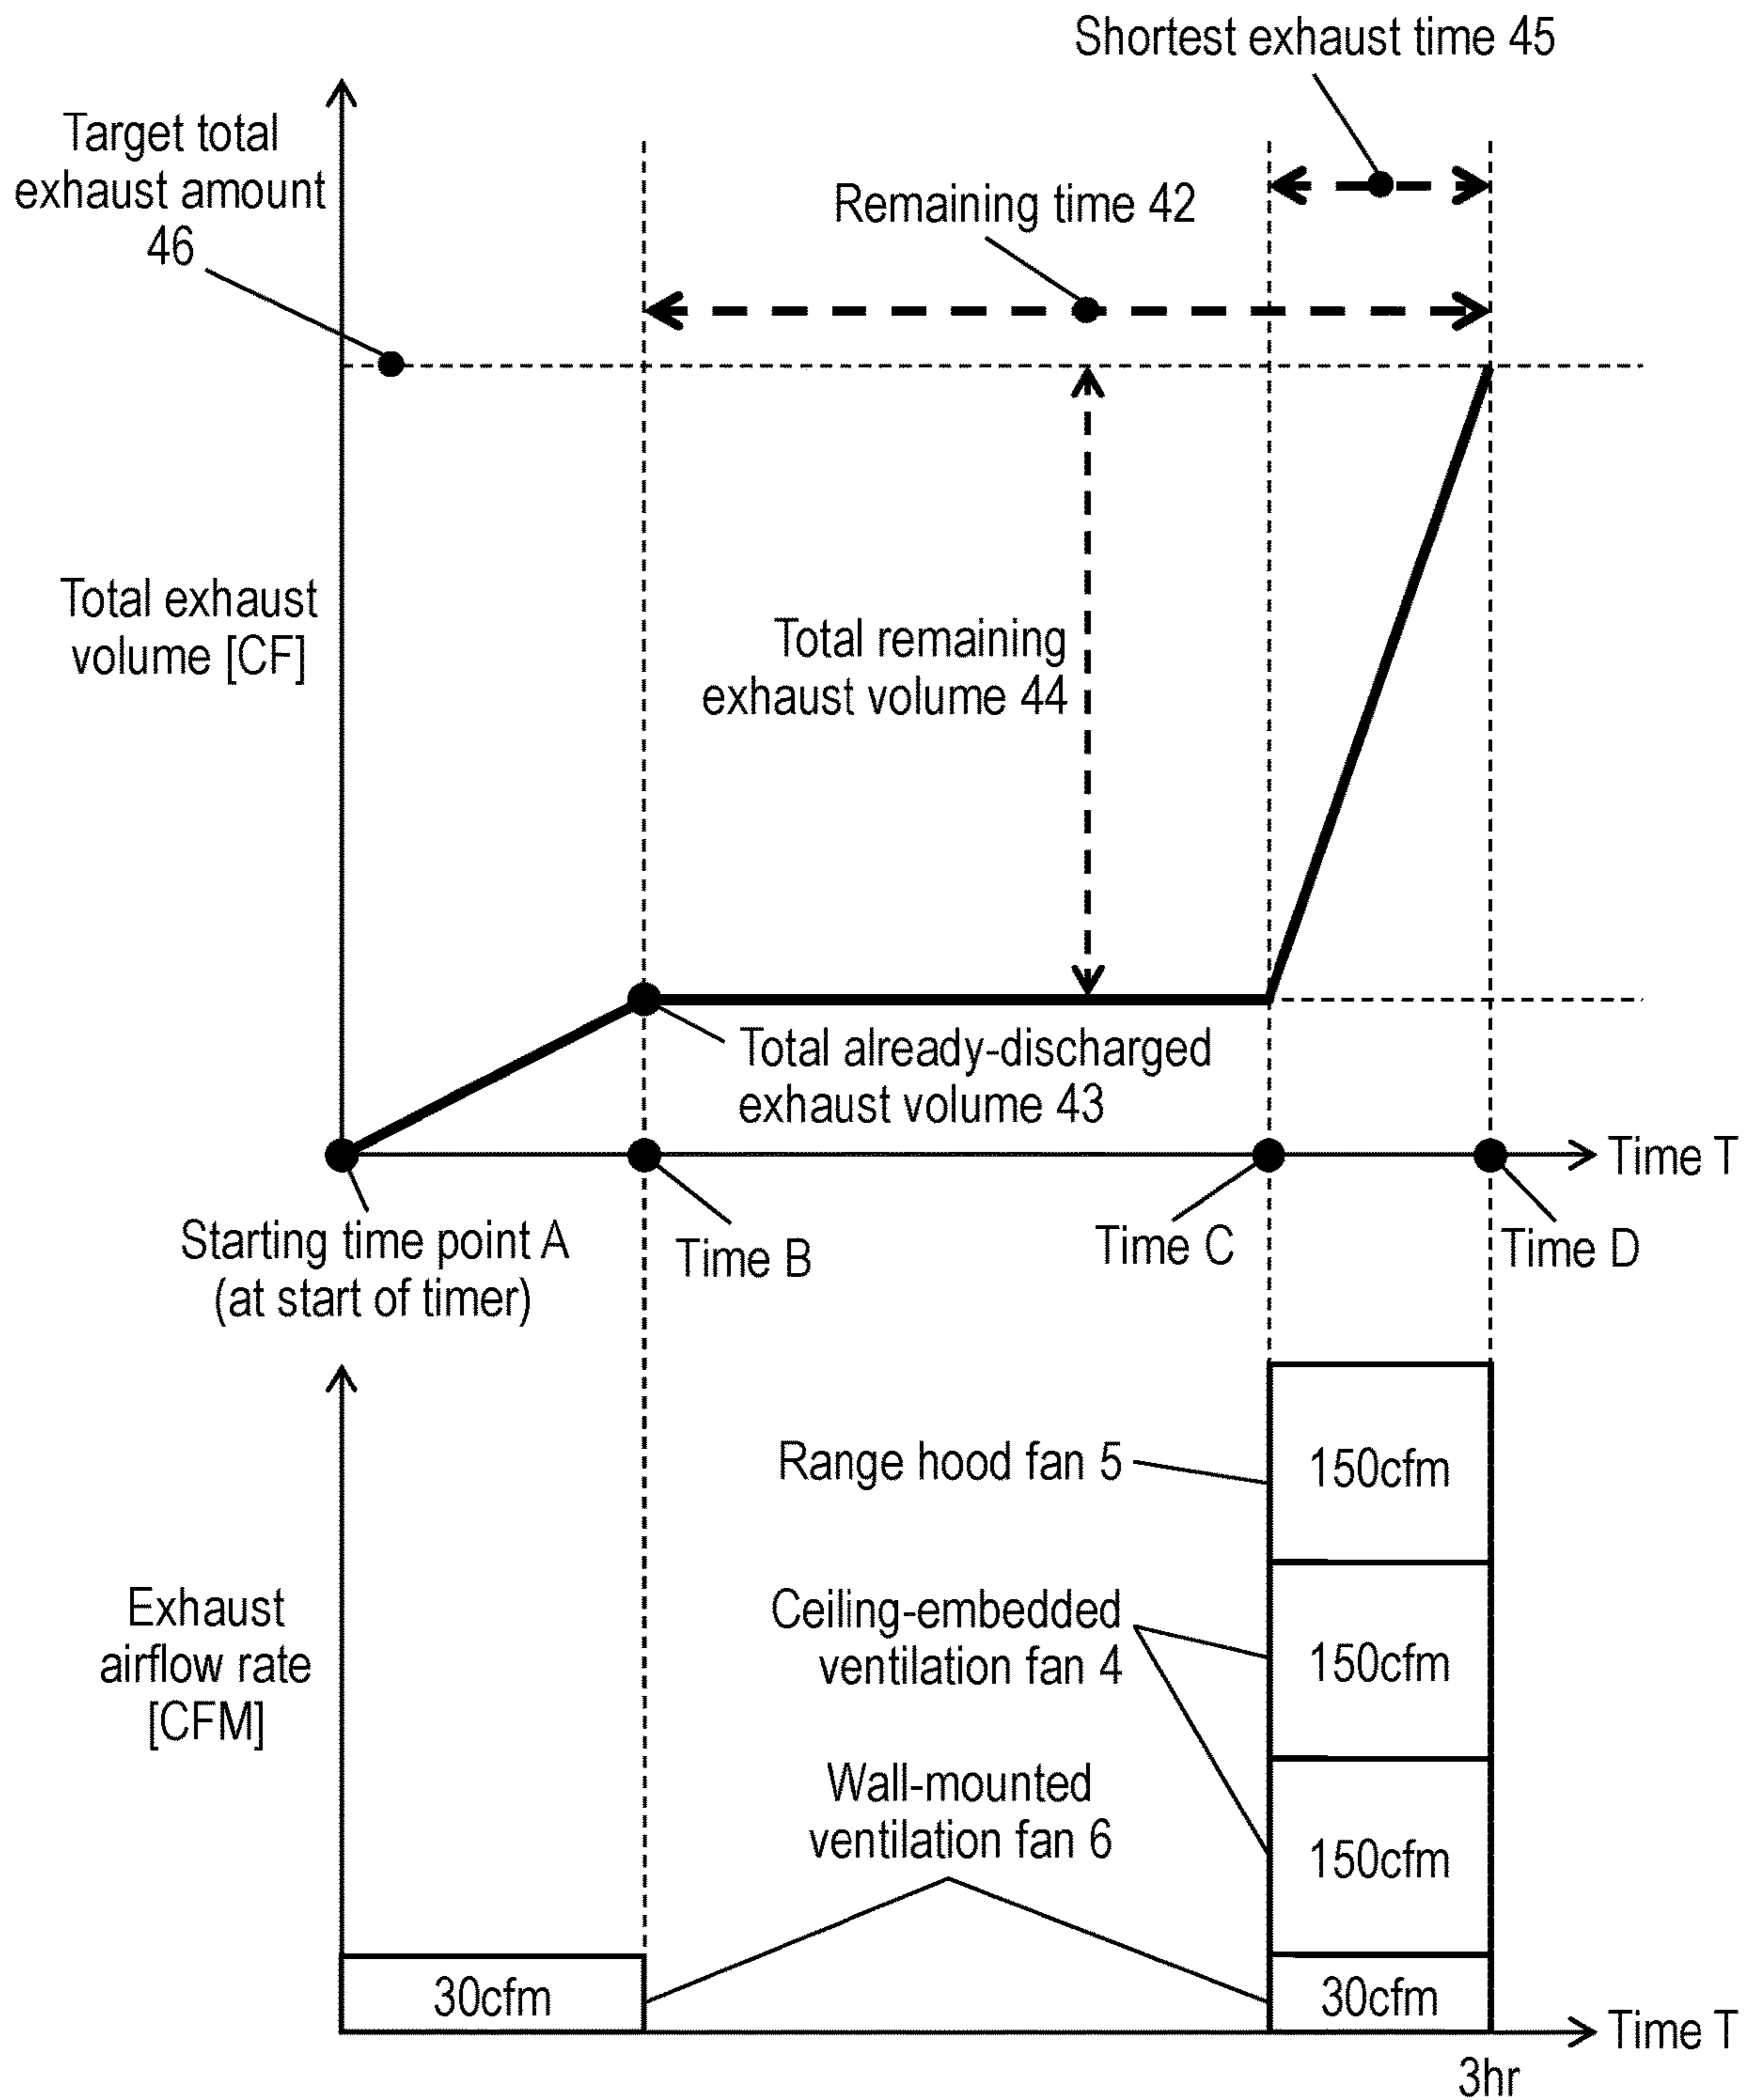 Shortest exhaust time 45
Target total
exhaust amount
46
Remaining time 42
Total exhaust
volume [CF]
Total remaining
exhaust volume 44
Total already-discharged
exhaust volume 43
Time T
Starting time point A
(at start of timer)
Time B
Time C
Time D
Range hood fan 5
150cfm
Exhaust
airflow rate
[CFM]
Ceiling-embedded
ventilation fan 4
150cfm
Wall-mounted
ventilation fan 6
150cfm
30cfm
30cfm
Time T
3hr